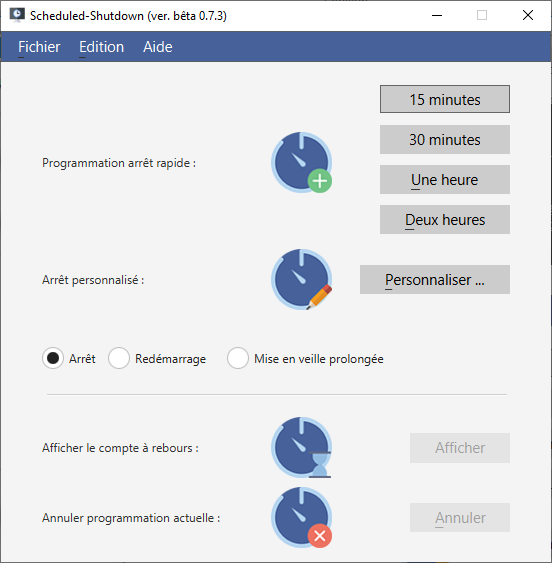 Scheduled-Shutdown (ver. bêta 0.7.3)
Fichier Edition Aide
15 minutes
30 minutes
Programmation arrêt rapide :
Une heure
Deux heures
Arrêt personnalisé :
Personnaliser ...
Arrêt Redémarrage Mise en veille prolongée
Afficher le compte à rebours :
Afficher
Annuler programmation actuelle :
Annuler